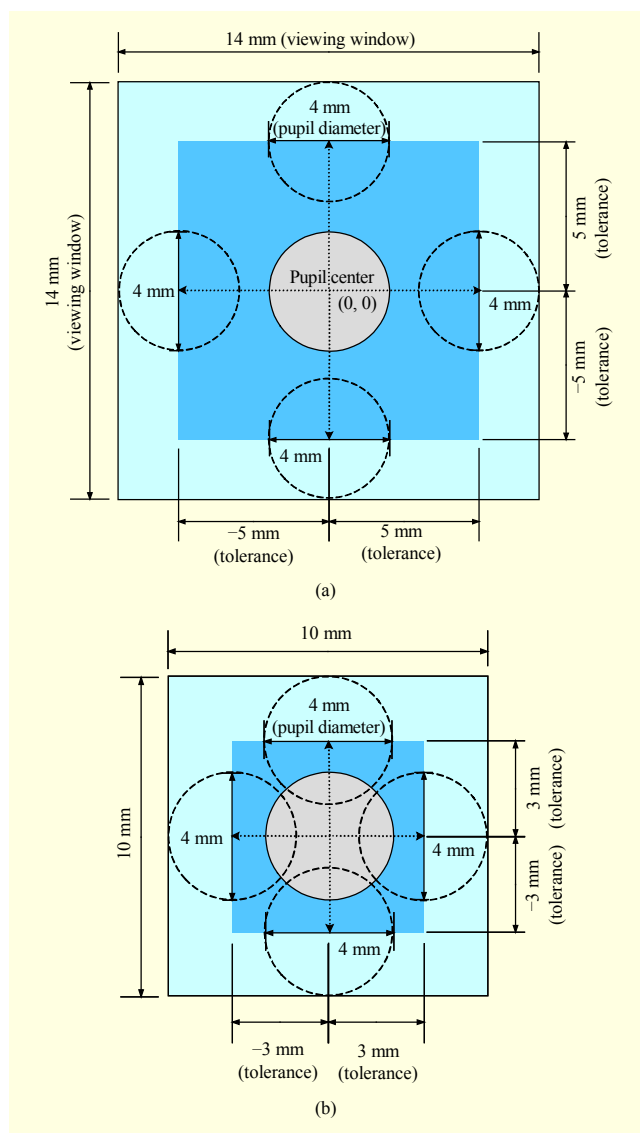 14 mm (viewing window)
4 mm
(pupil diameter)
14 mm
(viewing window)
5 mm
(tolerance)
4 mm
Pupil center
(0, 0)
4 mm
−5 mm
(tolerance)
4 mm
−5 mm
(tolerance)
5 mm
(tolerance)
(a)
10 mm
4 mm
(pupil diameter)
10 mm
3 mm
(tolerance)
4 mm
4 mm
−3 mm
(tolerance)
4 mm
−3 mm
(tolerance)
3 mm
(tolerance)
(b)